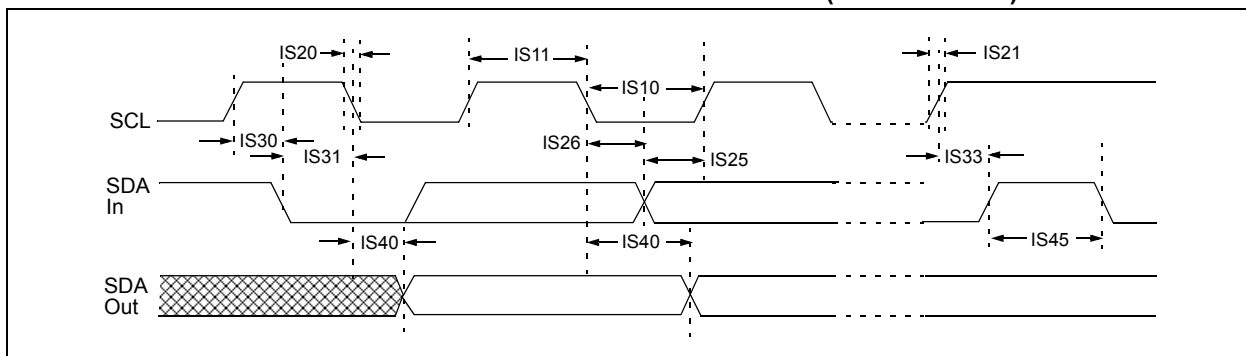 IS20
IS11
IS21
IS10
SCL
IS30
IS26
IS31
IS25
IS33
SDA
In
IS40
IS40
IS45
SDA
Out